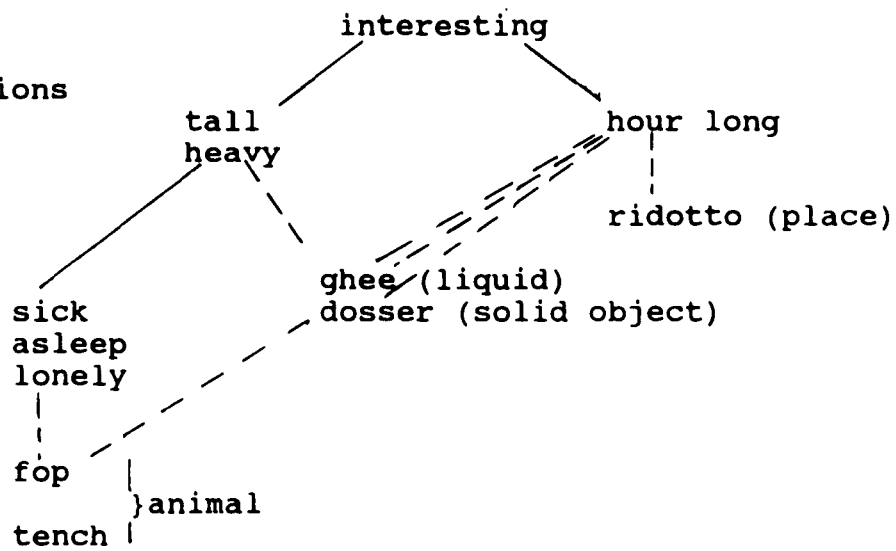 interesting
ions
tall
hour long
heavy
ridotto (place)
ghee (liquid)
sick
dosser (solid object)
asleep
lonely
fop
}animal
tench